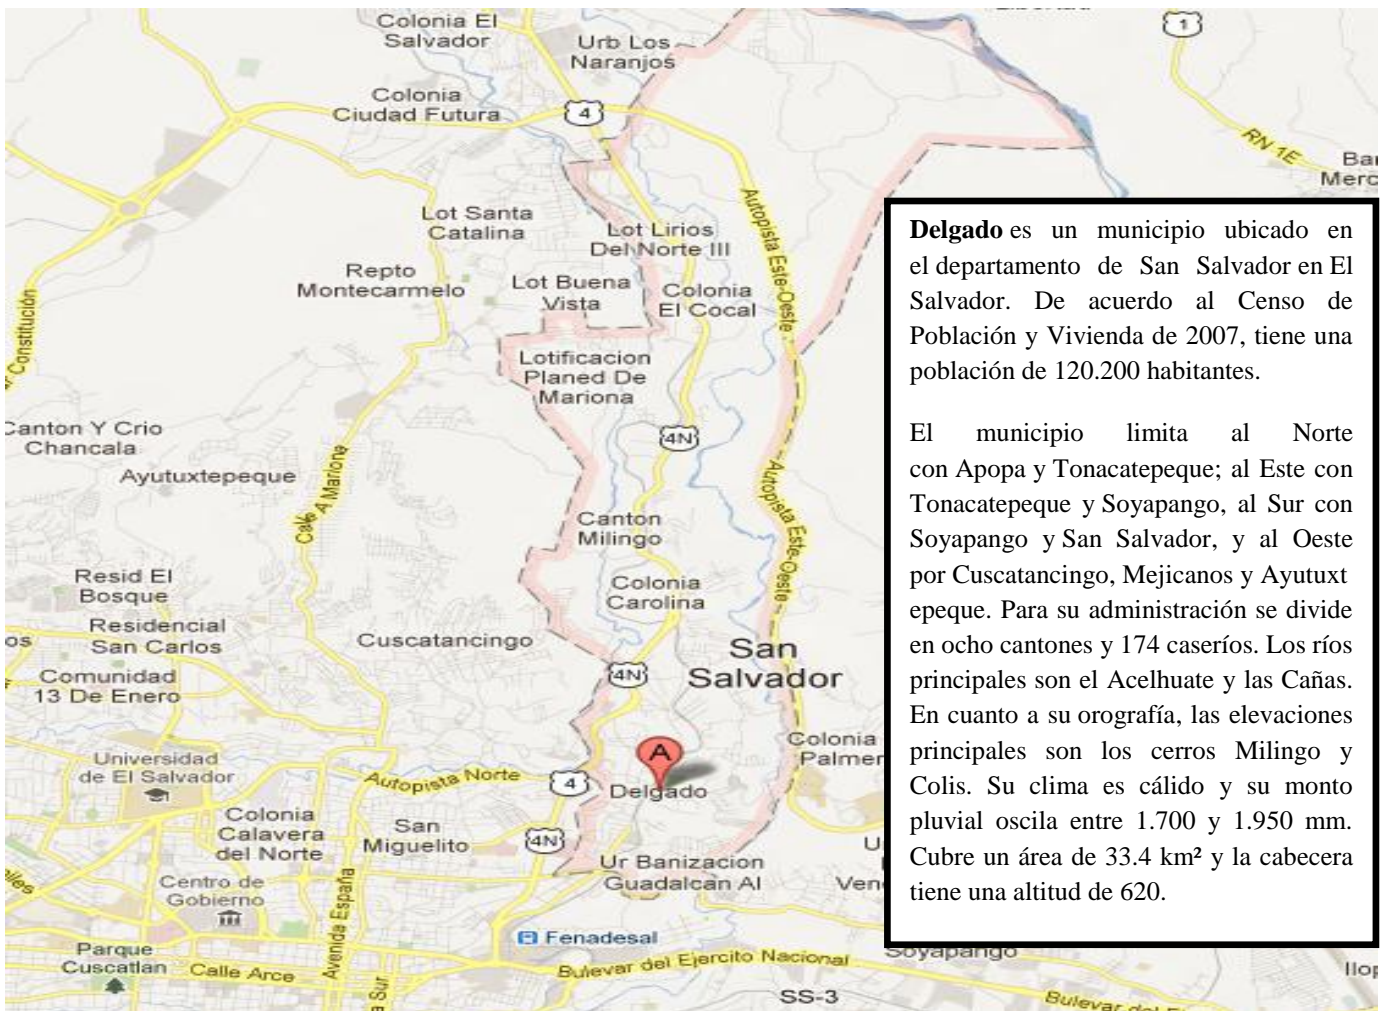 Libertad
Colonia El
Salvador
1
Urb Los
Naranjos
Colonia
Ciudad Futura
4
RN 1E
Autopista Este-Oeste
Lot Santa
Catalina
Lot Lirios
Del Norte III
Repto
Montecarmelo
Lot Buena
Vista
Colonia
El Cocal
Constitución
Lotificacion
Planed De
Mariona
Canton Y Crio
Chancala
4N
Ayutuxtepeque
Calle A Mariona
Autopista Este-Oeste
Canton
Milingo
Resid El
Bosque
Colonia
Carolina
Residencial
San Carlos
Cuscatancingo
San
Salvador
Comunidad
13 De Enero
4N
Universidad
de El Salvador
Autopista Norte
4
A
Delgado
Colonia
Palmer
Colonia
Calavera
del Norte
San
Miguelito
4N
Ur Banizacion
Guadalcan Al
Centro de
Gobierno
Avenida España
Fenadesal
Parque
Cuscatlan
Calle Arce
Bulevar del Ejercito Nacional
Soyapango
SS-3
Delgado es un municipio ubicado en
el departamento de San Salvador en El
Salvador. De acuerdo al Censo de
Población y Vivienda de 2007, tiene una
población de 120.200 habitantes.
El municipio limita al Norte
con Apopa y Tonacatepeque; al Este con
Tonacatepeque y Soyapango, al Sur con
Soyapango y San Salvador, y al Oeste
por Cuscatancingo, Mejicanos y Ayutuxt
epeque. Para su administración se divide
en ocho cantones y 174 caseríos. Los ríos
principales son el Acelhuate y las Cañas.
En cuanto a su orografía, las elevaciones
principales son los cerros Milingo y
Colis. Su clima es cálido y su monto
pluvial oscila entre 1.700 y 1.950 mm.
Cubre un área de 33.4 km² y la cabecera
tiene una altitud de 620.